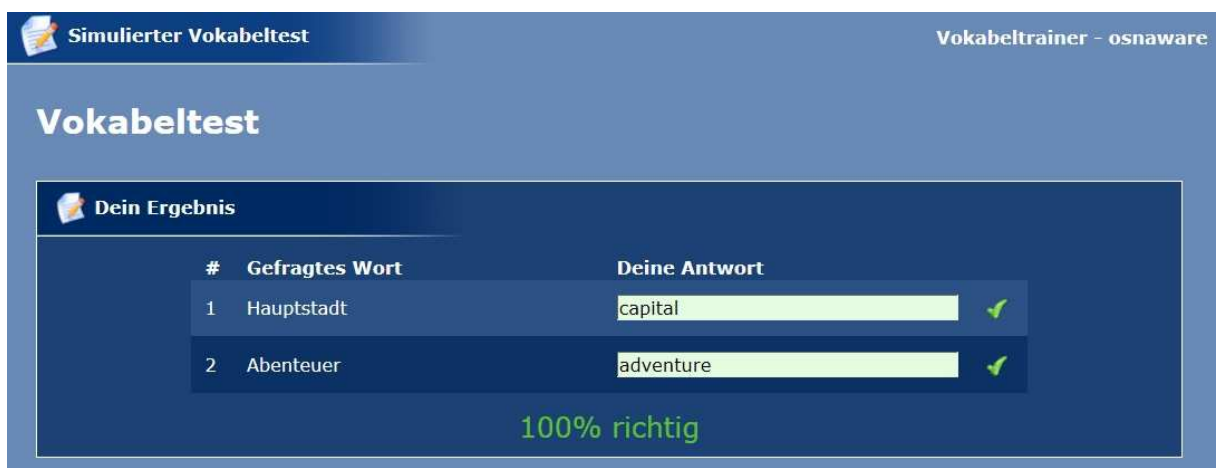 Simulierter Vokabeltest
Vokabeltrainer - osnaware
Vokabeltest
Dein Ergebnis
# Gefragtes Wort Deine Antwort
1 Hauptstadt capital
2 Abenteuer adventure
100% richtig